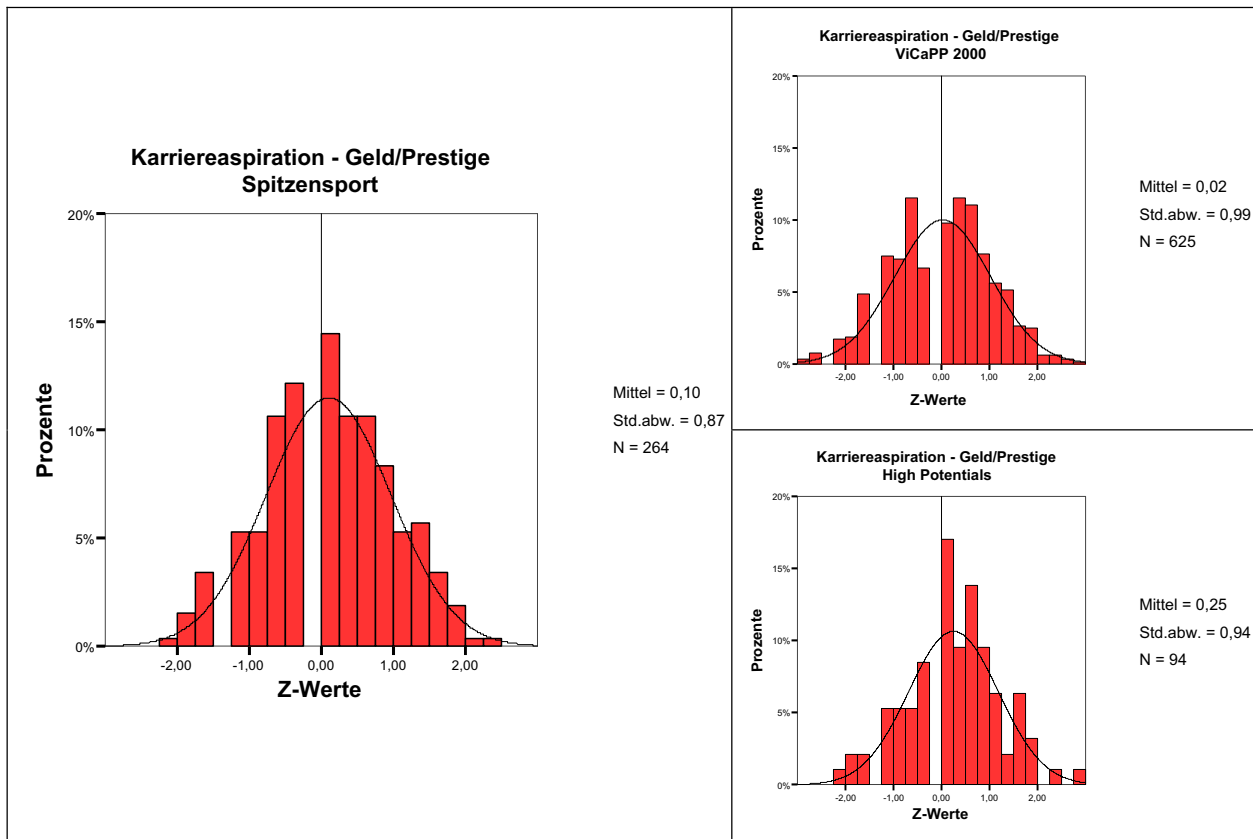 Karriereaspiration - Geld/Prestige
Spitzensport
20%
15%
10%
5%
0%
Prozente
-2,00 -1,00 0,00 1,00 2,00
Z-Werte
Mittel = 0,10
Std.abw. = 0,87
N = 264
Karriereaspiration - Geld/Prestige
ViCaPP 2000
20%
15%
10%
5%
0%
Prozente
-2,00 -1,00 0,00 1,00 2,00
Z-Werte
Mittel = 0,02
Std.abw. = 0,99
N = 625
Karriereaspiration - Geld/Prestige
High Potentials
20%
15%
10%
5%
0%
Prozente
-2,00 -1,00 0,00 1,00 2,00
Z-Werte
Mittel = 0,25
Std.abw. = 0,94
N = 94